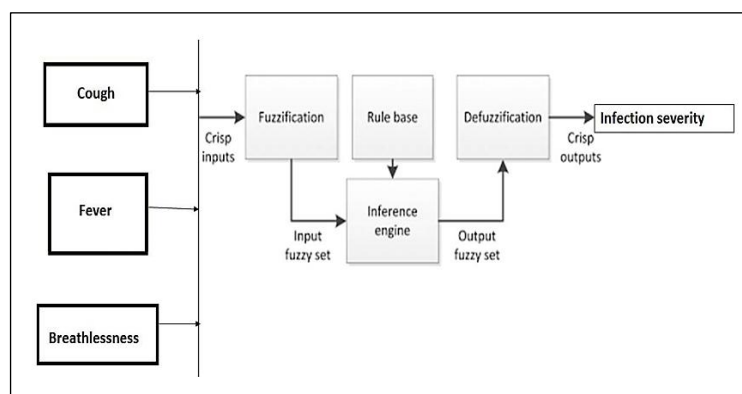 Cough
Fever
Breathlessness
Crisp
inputs
Fuzzification
Rule base
Defuzzification
Input
fuzzy set
Inference
engine
Output
fuzzy set
Crisp
outputs
Infection severity